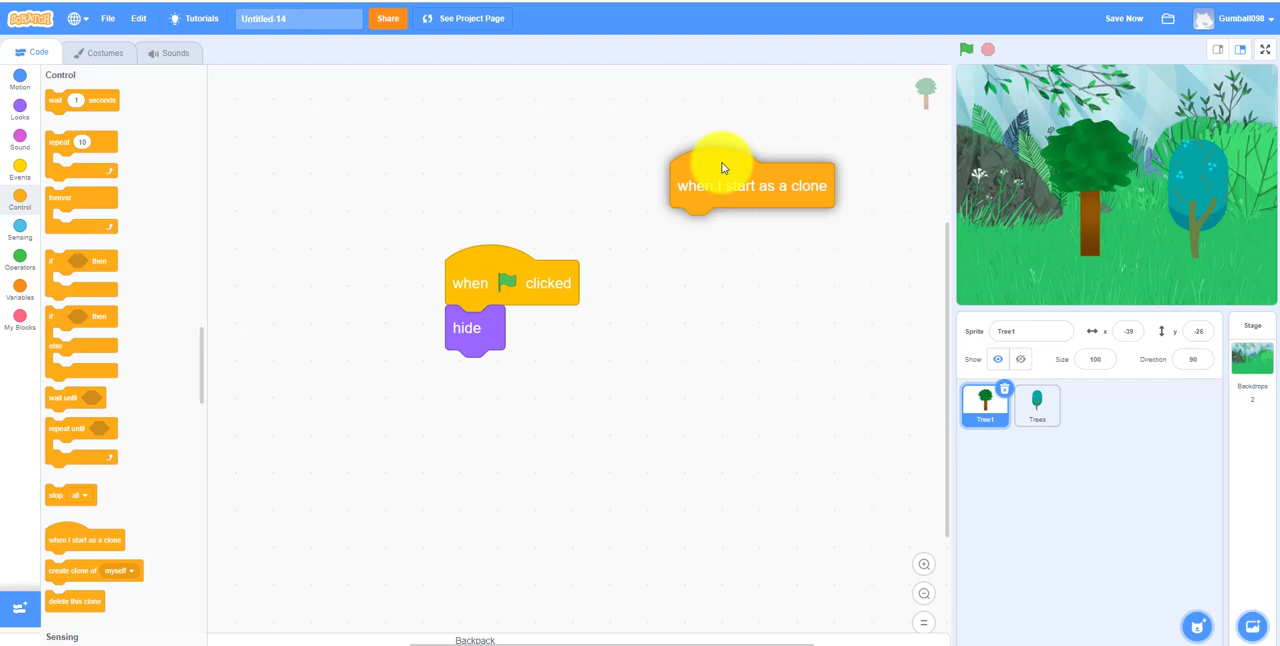 SCRATCH File Edit Tutorials Untitled-14 Share See Project Page Save Now Gumball098
Code Costumes Sounds
Motion
Looks
Sound
Events
Control
Sensing
Operators
Variables
My Blocks
Control
wait 1 seconds
repeat 10
forever
if then
if then
else
wait until
repeat until
stop all
when I start as a clone
create clone of myself
delete this clone
Sensing
when I start as a clone
when clicked
hide
Backpack
Sprite Tree1 x -39 y -26
Show Size 100 Direction 90
Tree1 Trees
Stage
Backdrops
2